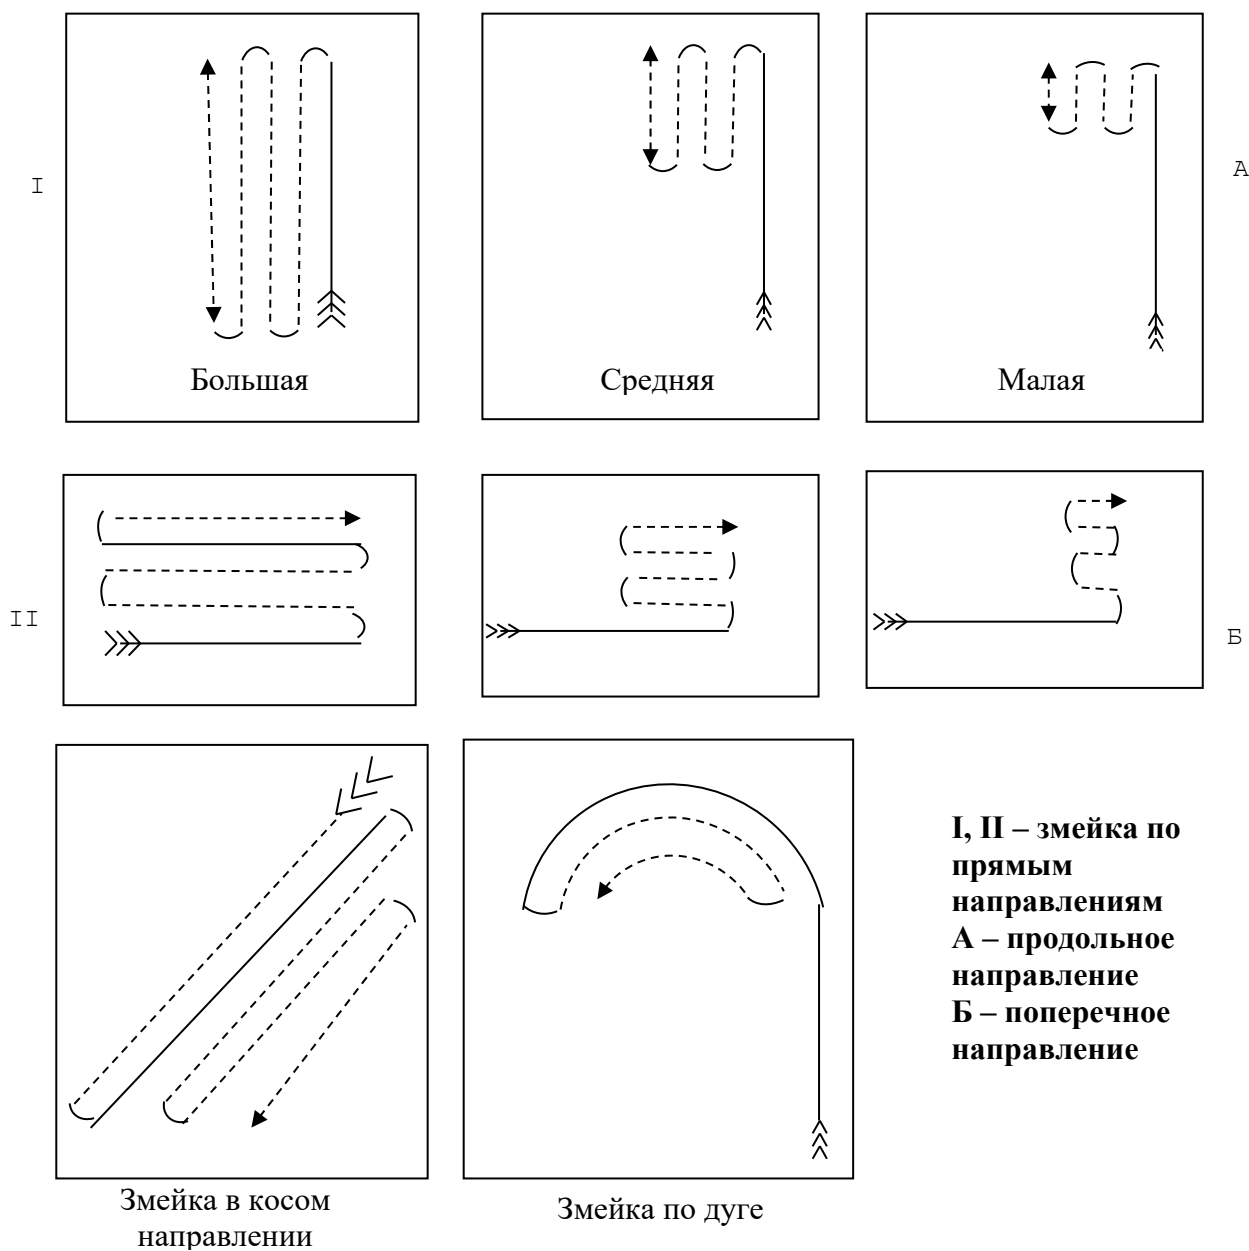 I
А
Большая
Средняя
Малая
II
Б
I, II – змейка по
прямым
направлениям
А – продольное
направление
Б – поперечное
направление
Змейка в косом
направлении
Змейка по дуге